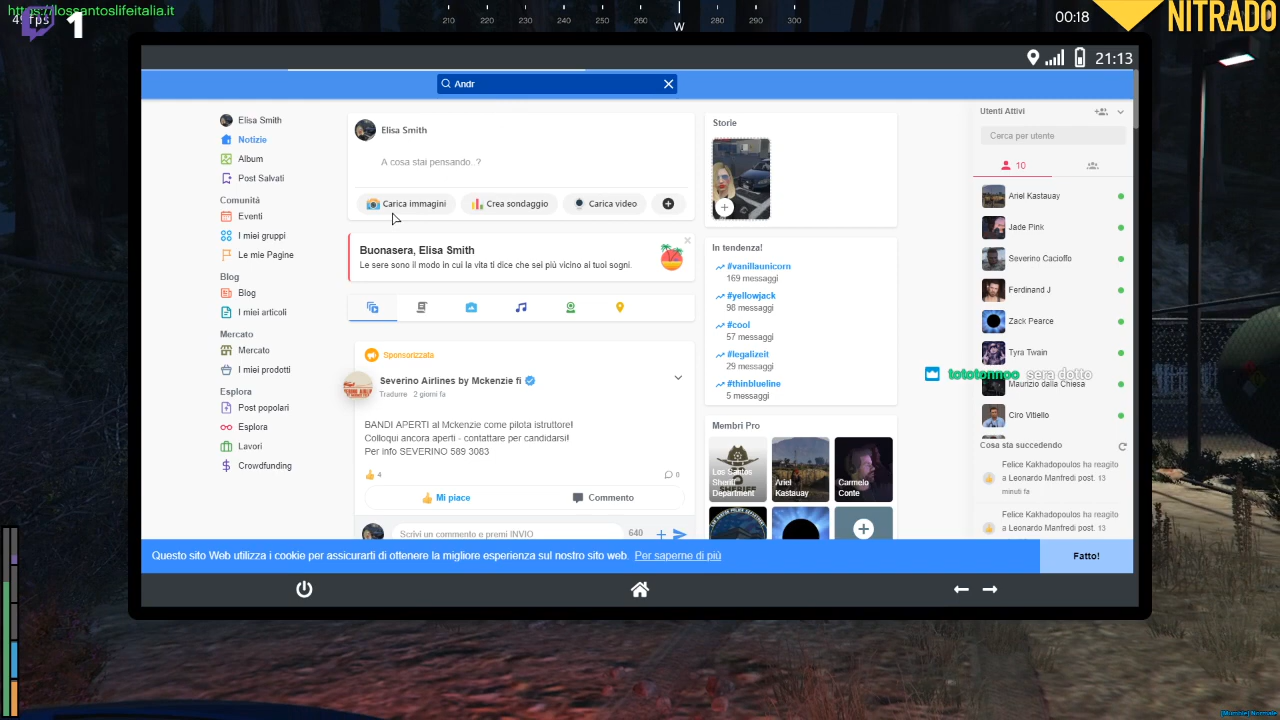 https://lossantoslifeitalia.it
49fps
1
210 220 230 240 250 260 W 280 290 300
00:18
NITRADO
21:13
Andr
Elisa Smith
Notizie
Album
Post Salvati
Comunità
Eventi
I miei gruppi
Le mie Pagine
Blog
Blog
I miei articoli
Mercato
Mercato
I miei prodotti
Esplora
Post popolari
Esplora
Lavori
Crowdfunding
Elisa Smith
A cosa stai pensando..?
Carica immagini
Crea sondaggio
Carica video
Buonasera, Elisa Smith
Le sere sono il modo in cui la vita ti dice che sei più vicino ai tuoi sogni.
Sponsorizzata
Severino Airlines by Mckenzie fi
Tradurre 2 giorni fa
BANDI APERTI al Mckenzie come pilota istruttore!
Colloqui ancora aperti - contattare per candidarsi!
Per info SEVERINO 589 3083
4
0
Mi piace
Commento
Scrivi un commento e premi INVIO
640
Storie
In tendenza!
#vanillaunicorn
169 messaggi
#yellowjack
98 messaggi
#cool
57 messaggi
#legalizeit
29 messaggi
#thinblueline
5 messaggi
Membri Pro
Los Santos Sheriff Department
Ariel Kastauay
Carmelo Conte
Utenti Attivi
Cerca per utente
10
Ariel Kastauay
Jade Pink
Severino Cacioffo
Ferdinand J
Zack Pearce
Tyra Twain
tototonnoo sera dotto
Maurizio dalla Chiesa
Ciro Vitiello
Cosa sta succedendo
Felice Kakhadopoulos ha reagito
a Leonardo Manfredi post. 13
minuti fa
Felice Kakhadopoulos ha reagito
a Leonardo Manfredi post. 13
Questo sito Web utilizza i cookie per assicurarti di ottenere la migliore esperienza sul nostro sito web. Per saperne di più
Fatto!
[Mumble] Normale